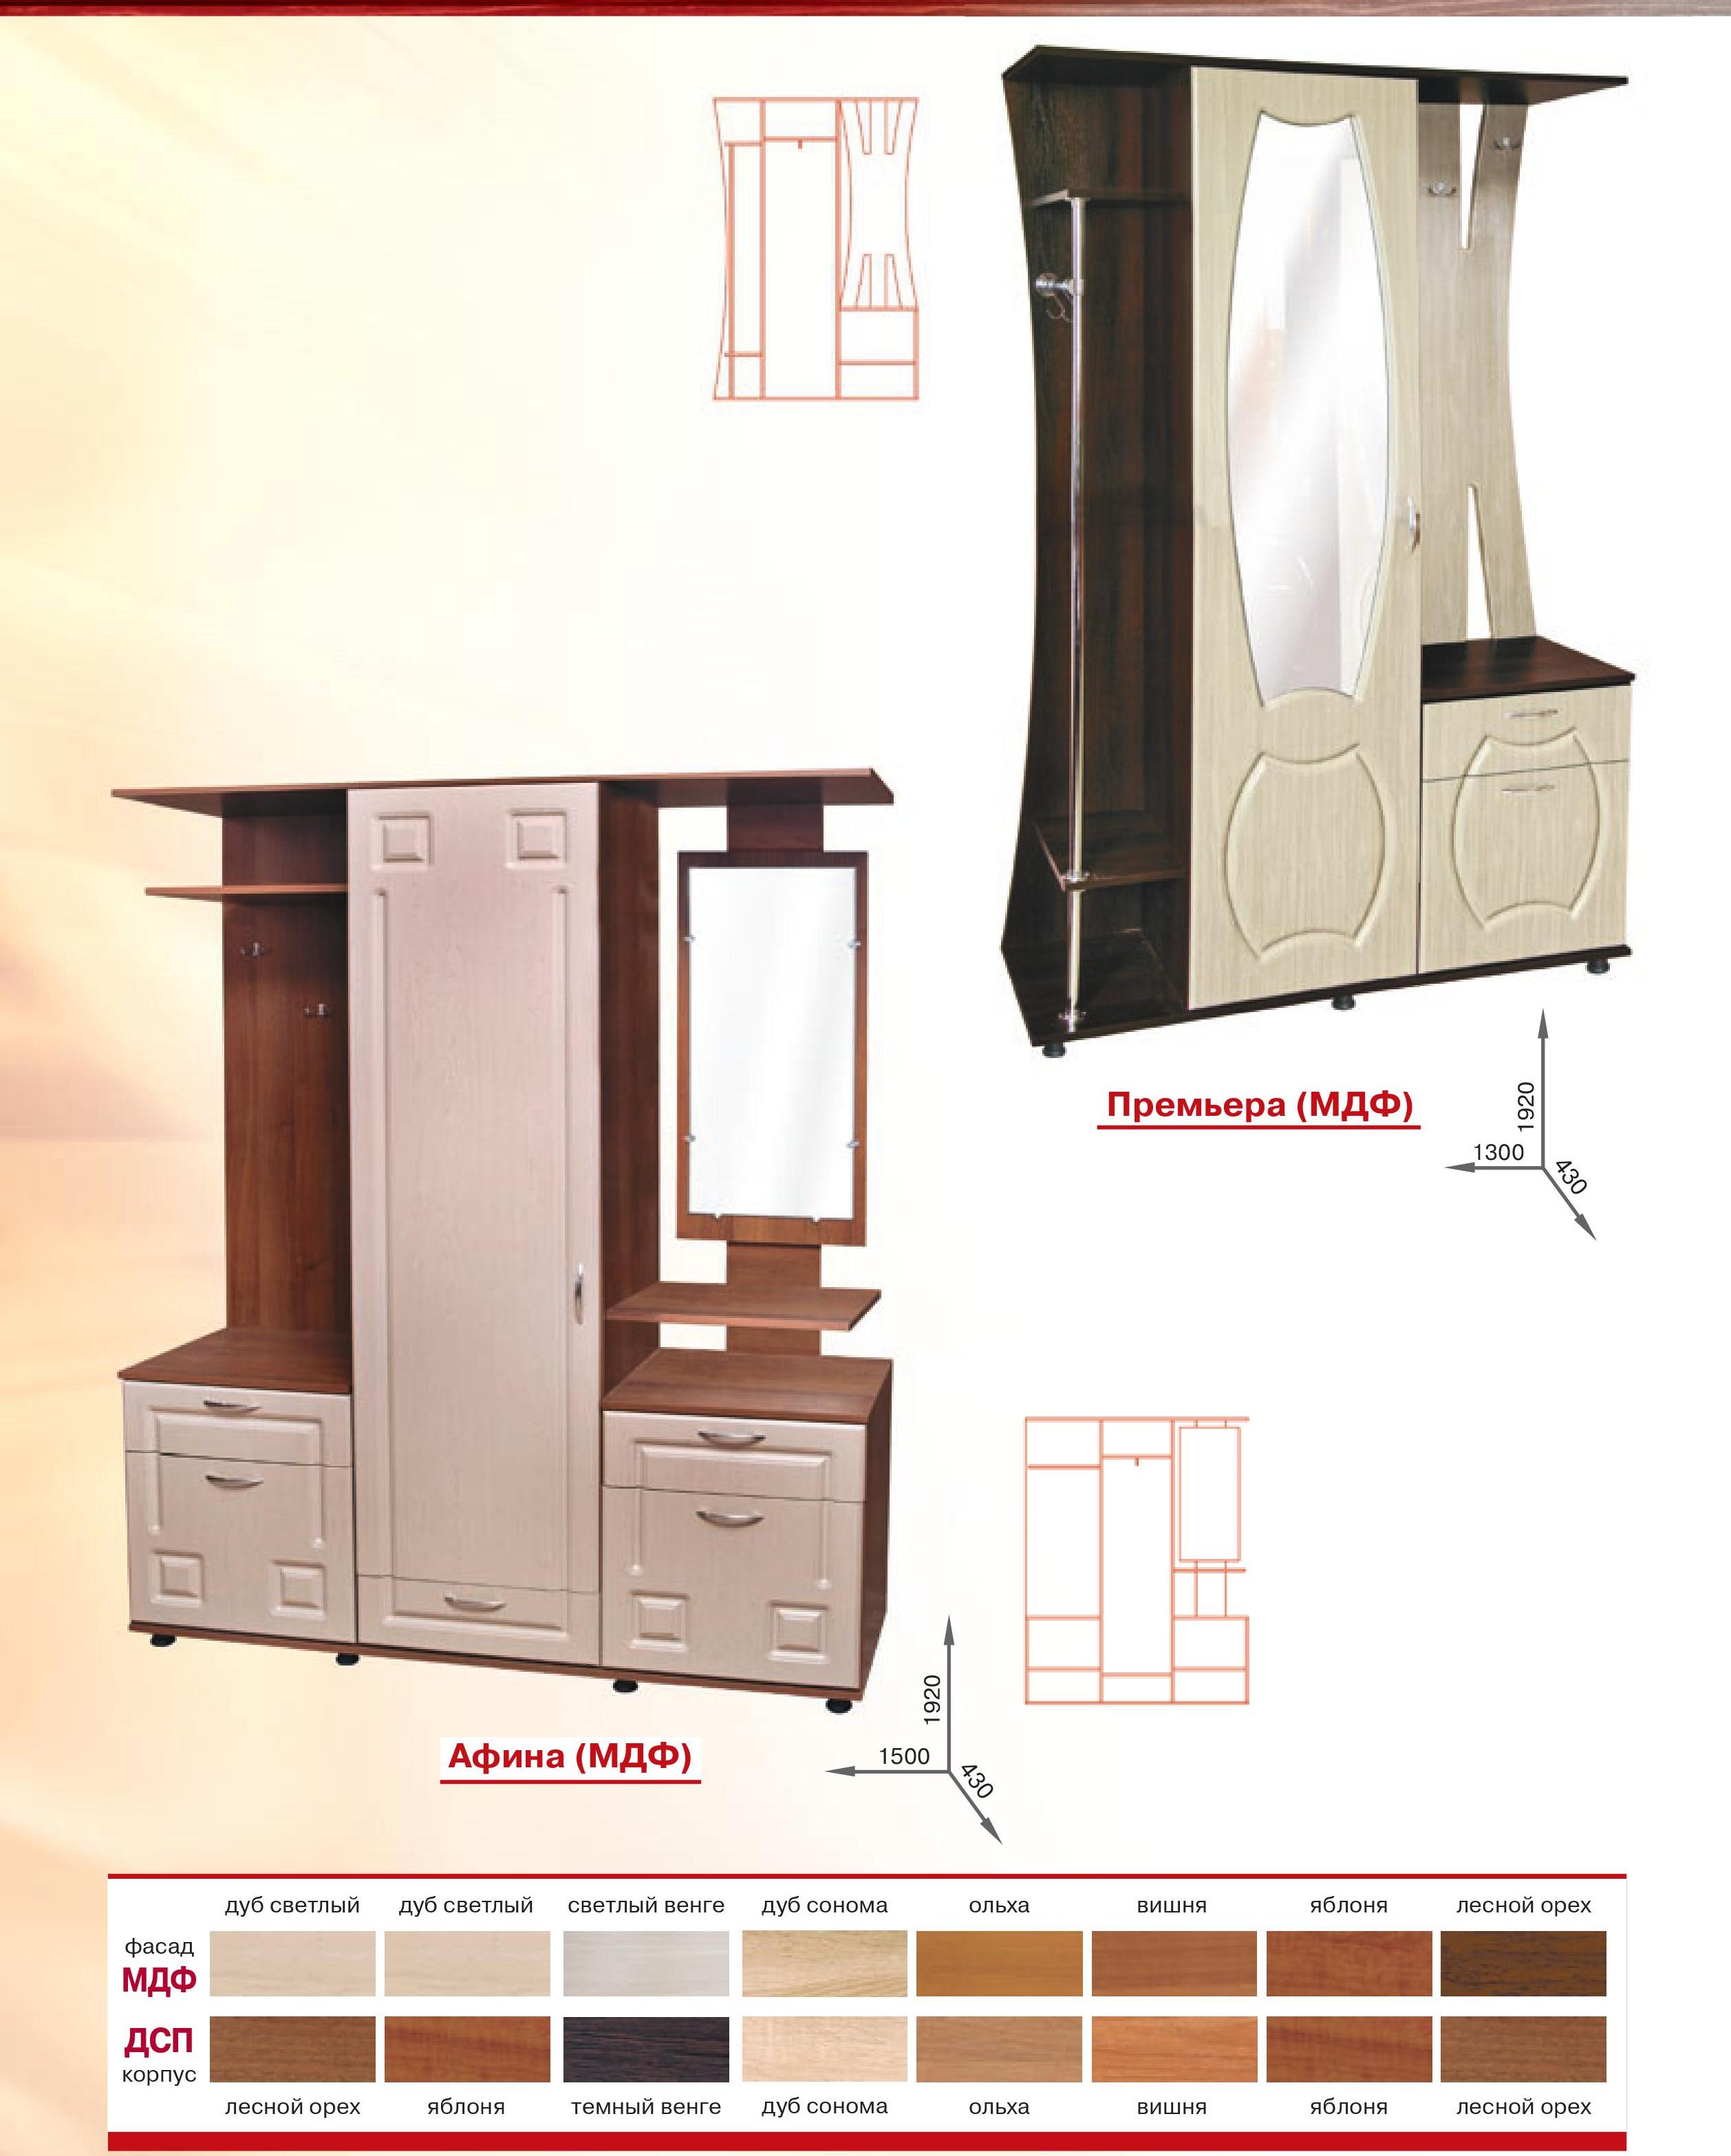 Премьера (МДФ)
1920
1300
430
Афина (МДФ)
1920
1500
430
дуб светлый дуб светлый светлый венге дуб сонома ольха вишня яблоня лесной орех
фасад
МДФ
ДСП
корпус
лесной орех яблоня темный венге дуб сонома ольха вишня яблоня лесной орех